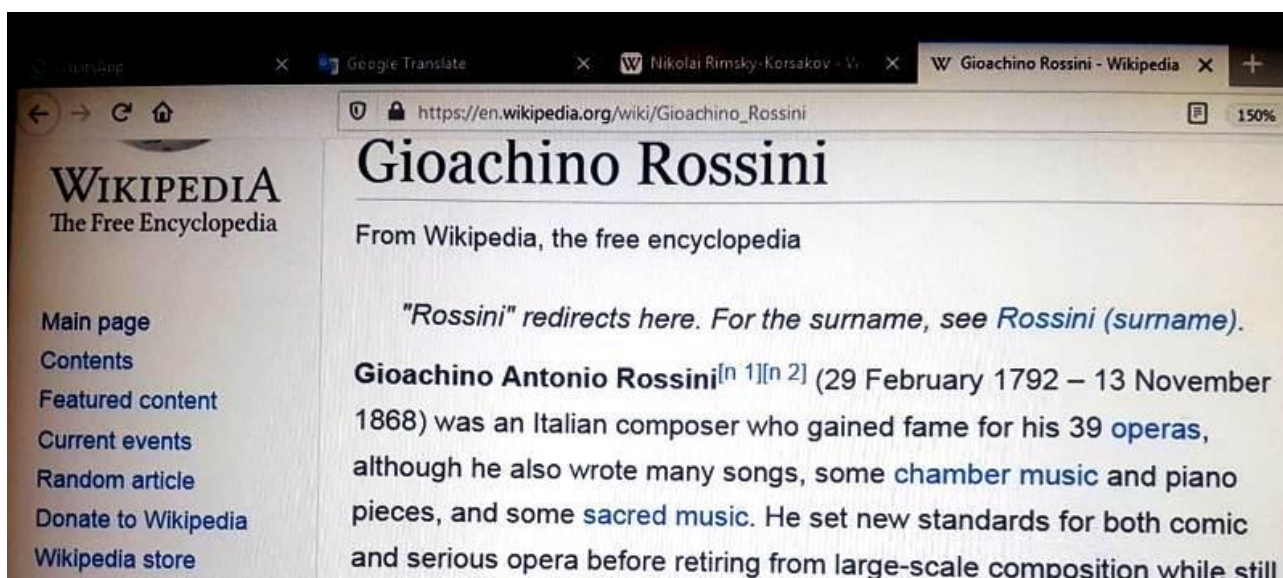 WhatsApp
Google Translate
Nikolai Rimsky-Korsakov - W
W Gioachino Rossini - Wikipedia
https://en.wikipedia.org/wiki/Gioachino_Rossini
150%
WIKIPEDIA
The Free Encyclopedia
Main page
Contents
Featured content
Current events
Random article
Donate to Wikipedia
Wikipedia store
Gioachino Rossini
From Wikipedia, the free encyclopedia
"Rossini" redirects here. For the surname, see Rossini (surname).
Gioachino Antonio Rossini[n 1][n 2] (29 February 1792 – 13 November
1868) was an Italian composer who gained fame for his 39 operas,
although he also wrote many songs, some chamber music and piano
pieces, and some sacred music. He set new standards for both comic
and serious opera before retiring from large-scale composition while still